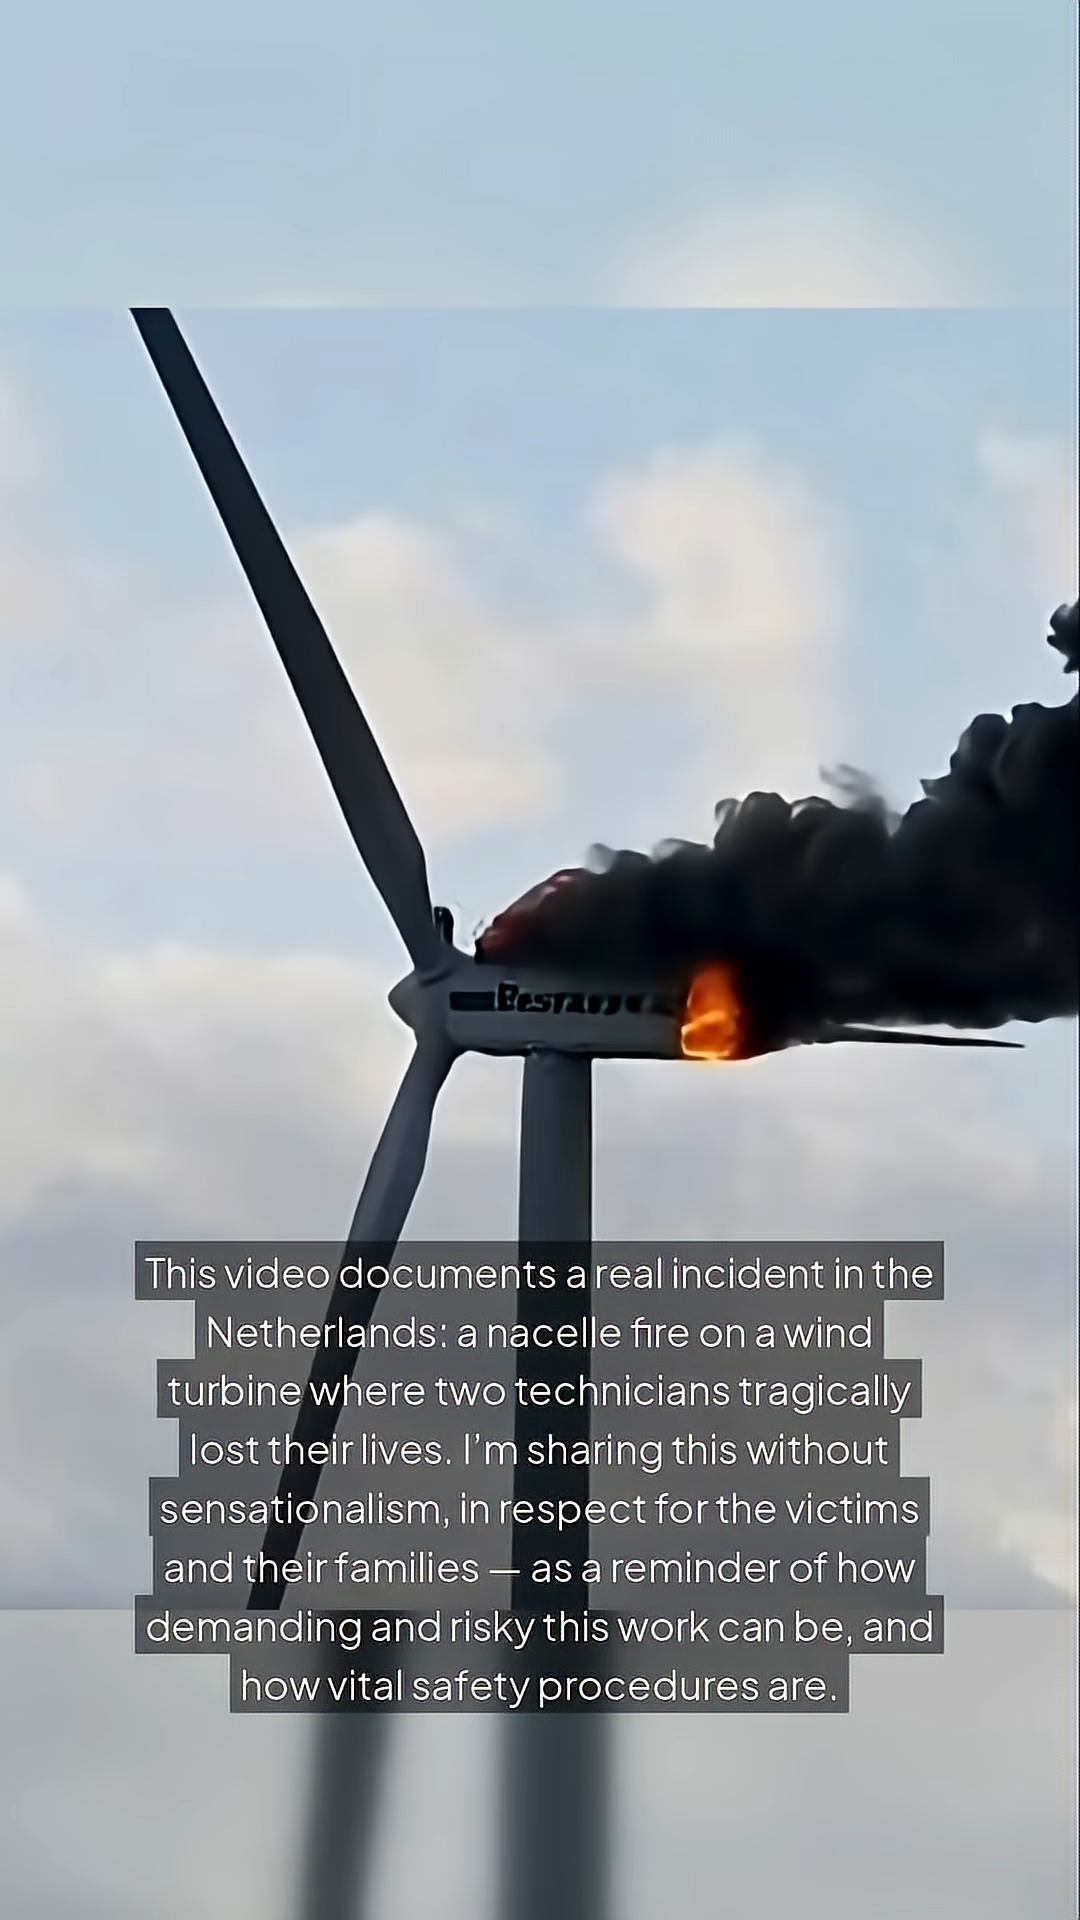 This video documents a real incident in the
Netherlands: a nacelle fire on a wind
turbine where two technicians tragically
lost their lives. I’m sharing this without
sensationalism, in respect for the victims
and their families — as a reminder of how
demanding and risky this work can be, and
how vital safety procedures are.